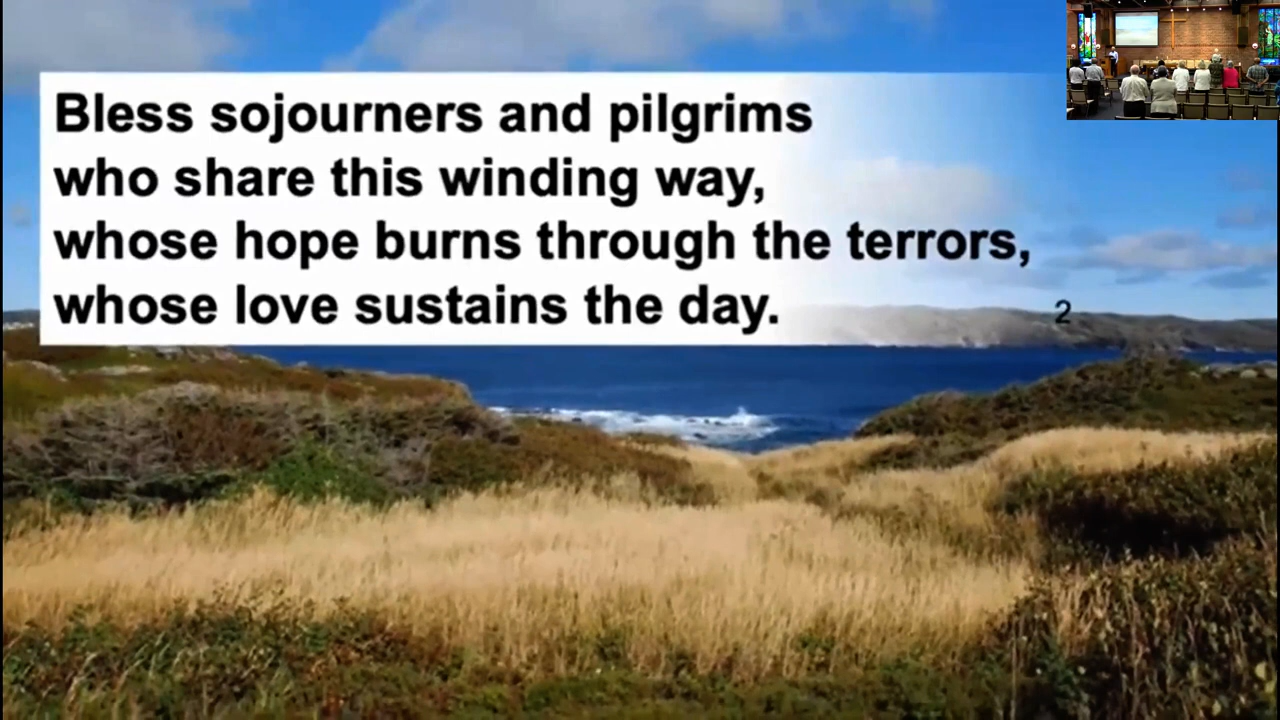 Bless sojourners and pilgrims
who share this winding way,
whose hope burns through the terrors,
whose love sustains the day.
2